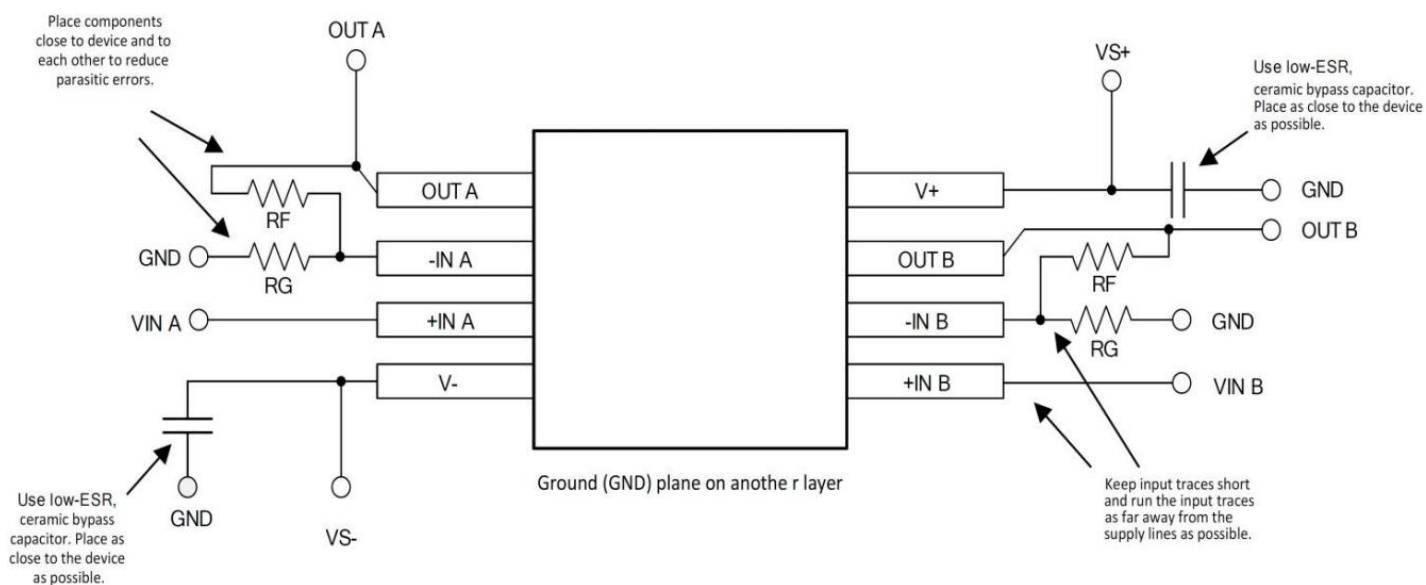 Place components
close to device and to
each other to reduce
parasitic errors.
OUT A
VS+
Use low-ESR,
ceramic bypass capacitor.
Place as close to the device
as possible.
OUT A
V+
GND
RF
OUT B
GND
-IN A
OUT B
RG
RF
VIN A
+IN A
-IN B
GND
RG
V-
+IN B
VIN B
Ground (GND) plane on anothe r layer
Use low-ESR,
ceramic bypass
capacitor. Place as
close to the device
as possible.
GND
VS-
Keep input traces short
and run the input traces
as far away from the
supply lines as possible.